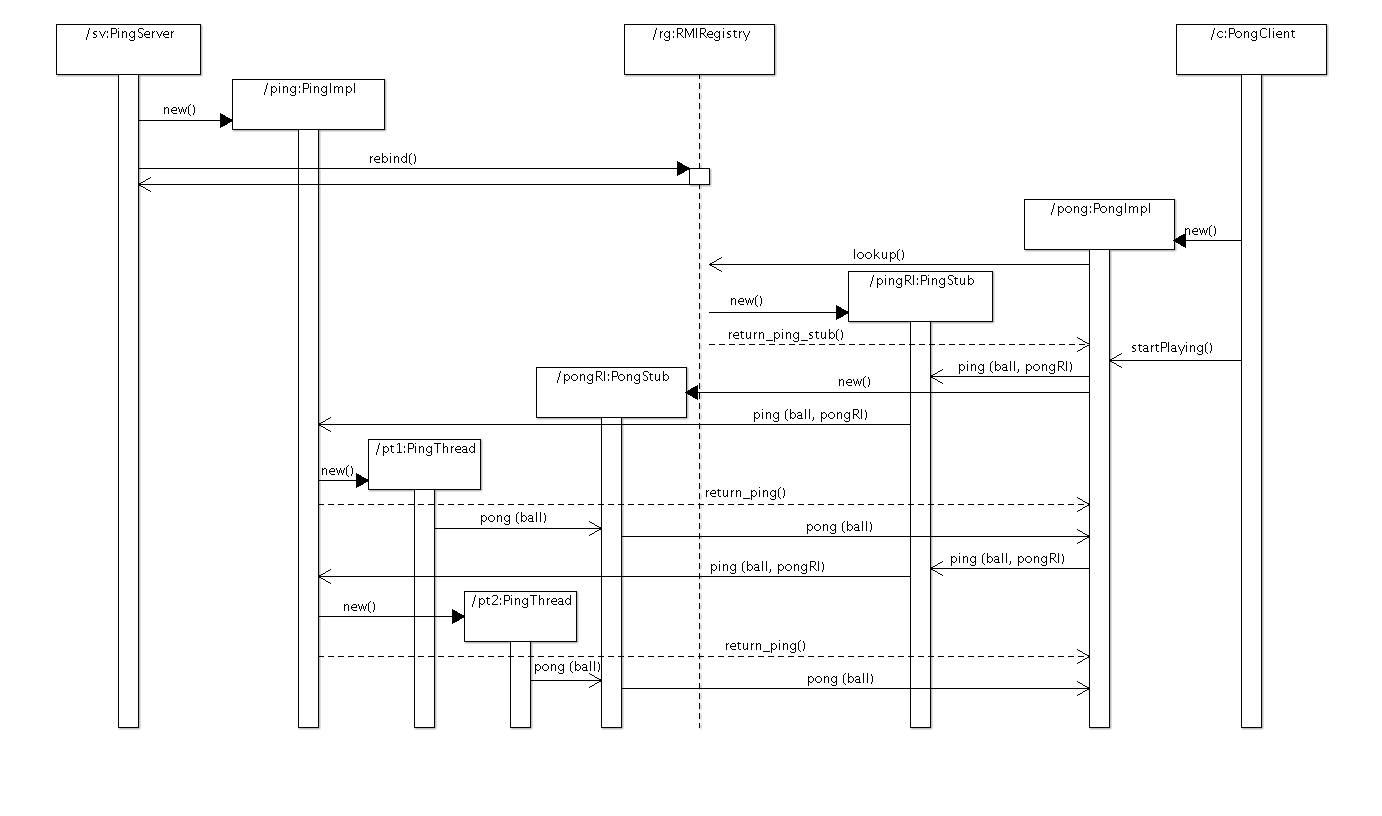 /sv:PingServer
/rg:RMIRegistry
/c:PongClient
/ping:PingImpl
new()
rebind()
/pong:PongImpl
new()
lookup()
/pingRI:PingStub
new()
return_ping_stub()
startPlaying()
ping (ball, pongRI)
/pongRI:PongStub
new()
ping (ball, pongRI)
/pt1:PingThread
new()
return_ping()
pong (ball)
pong (ball)
ping (ball, pongRI)
ping (ball, pongRI)
/pt2:PingThread
new()
return_ping()
pong (ball)
pong (ball)